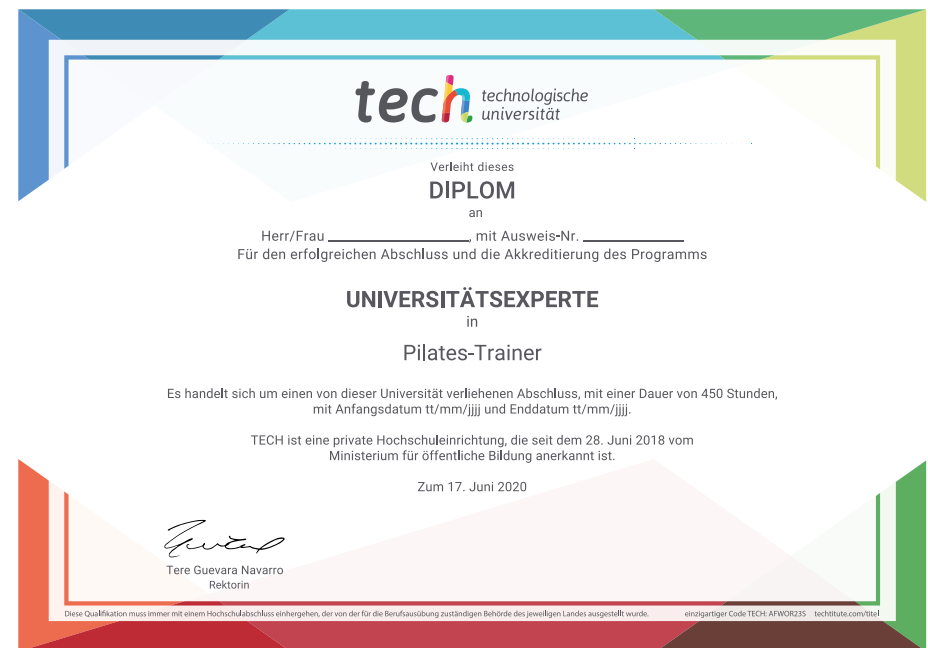 tech technologische
universität
Verleiht dieses
DIPLOM
an
Herr/Frau ____________________, mit Ausweis-Nr. ______________
Für den erfolgreichen Abschluss und die Akkreditierung des Programms
UNIVERSITÄTSEXPERTE
in
Pilates-Trainer
Es handelt sich um einen von dieser Universität verliehenen Abschluss, mit einer Dauer von 450 Stunden,
mit Anfangsdatum tt/mm/jjjj und Enddatum tt/mm/jjjj.
TECH ist eine private Hochschuleinrichtung, die seit dem 28. Juni 2018 vom
Ministerium für öffentliche Bildung anerkannt ist.
Zum 17. Juni 2020
Tere Guevara Navarro
Rektorin
Diese Qualifikation muss immer mit einem Hochschulabschluss einhergehen, der von der für die Berufsausübung zuständigen Behörde des jeweiligen Landes ausgestellt wurde. einzigartiger Code TECH: AFWOR23S techtitute.com/titel